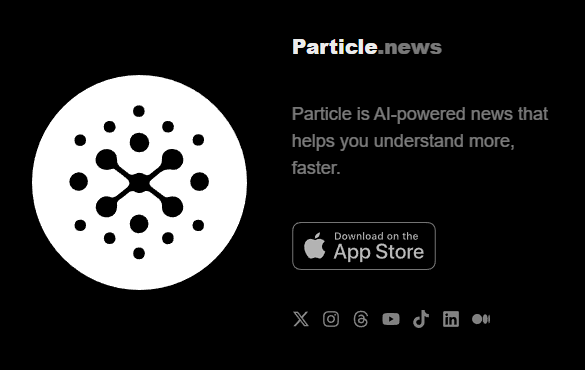 Particle.news
Particle is AI-powered news that
helps you understand more,
faster.
Download on the
App Store